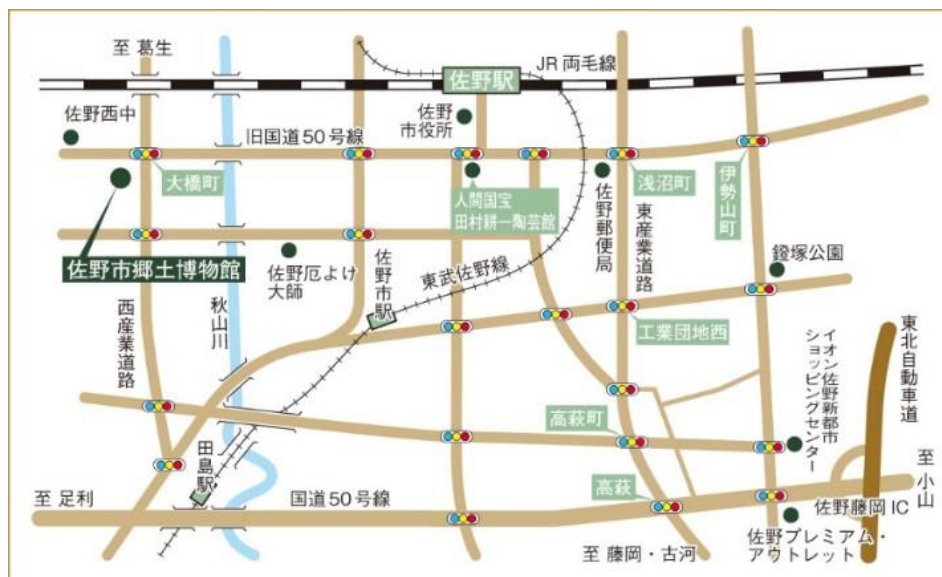 至 葛生
JR 両毛線
佐野駅
佐野西中
佐野
市役所
旧国道50号線
大橋町
人間国宝
田村耕一陶芸館
浅沼町
伊勢山町
佐野郵便局
東産業道路
佐野市郷土博物館
佐野厄よけ
大師
佐野市駅
東武佐野線
鐙塚公園
西産業道路
秋山川
工業団地西
イオン佐野新都市
ショッピングセンター
東北自動車道
高萩町
田島駅
至 足利
国道50号線
高萩
至 小山
佐野藤岡 IC
佐野プレミアム・
アウトレット
至 藤岡・古河